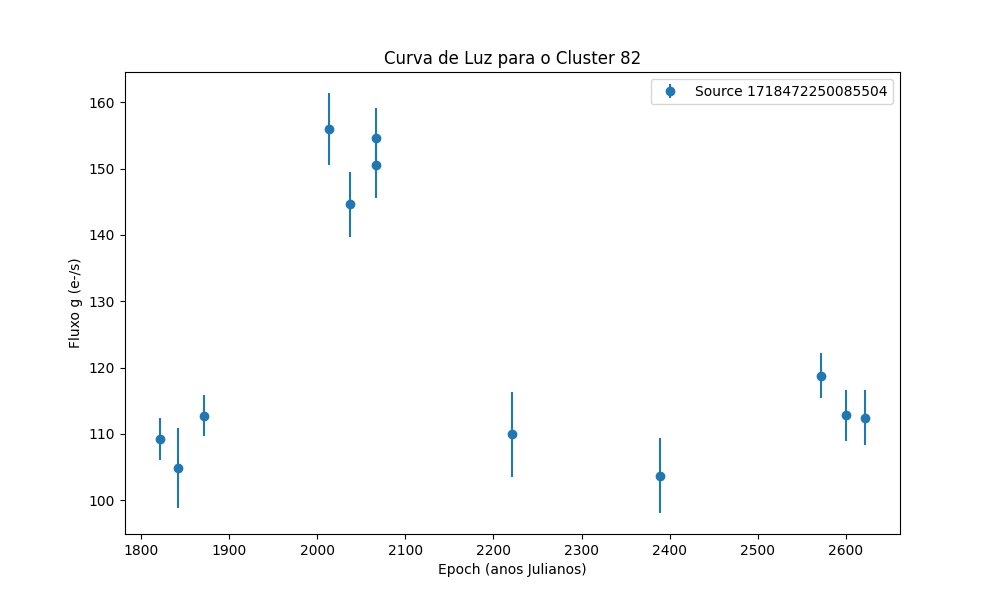 Curva de Luz para o Cluster 82
Source 1718472250085504
160
150
140
130
120
110
100
Fluxo g (e-/s)
1800 1900 2000 2100 2200 2300 2400 2500 2600
Epoch (anos Julianos)